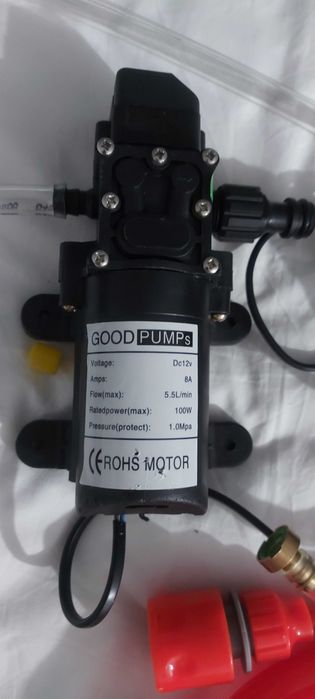 GOOD PUMPs
Voltage: Dc12v
Amps: 8A
Flow(max): 5.5L/min
Ratedpower(max): 100W
Pressure(protect): 1.0Mpa
CE ROHS MOTOR